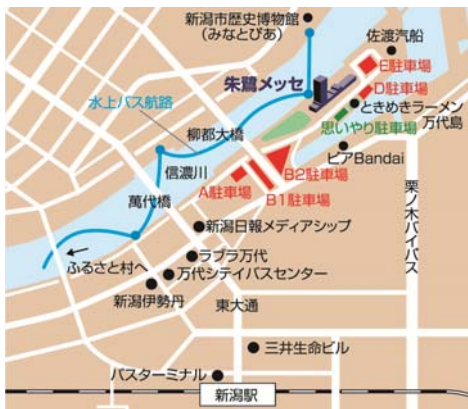 新潟市歴史博物館
(みなとぴあ)
佐渡汽船
E駐車場
朱鷺メッセ
D駐車場
ときめきラーメン
万代島
水上バス航路
思いやり駐車場
柳都大橋
ピアBandai
信濃川
B2駐車場
A駐車場
B1駐車場
栗ノ木バイパス
萬代橋
新潟日報メディアシップ
ラブラ万代
ふるさと村へ
万代シテイバスセンター
新潟伊勢丹
東大通
三井生命ビル
バスターミナル
新潟駅